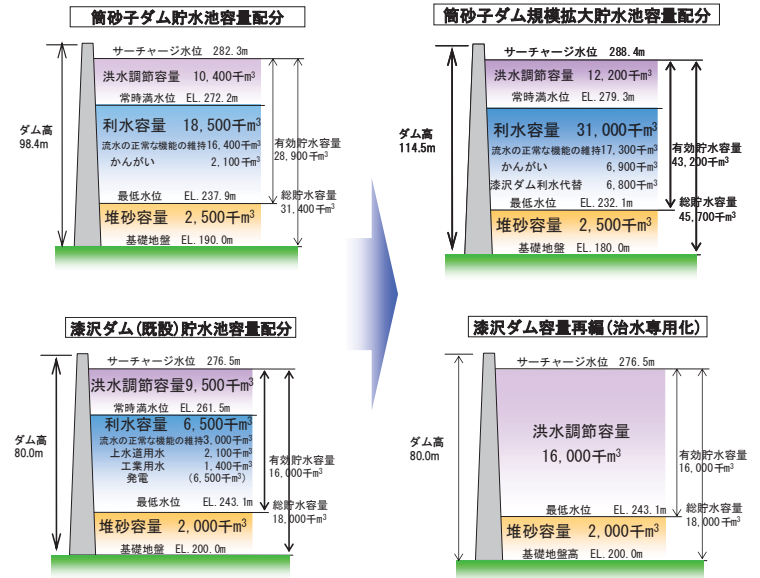 筒砂子ダム貯水池容量配分
サーチャージ水位 282.3m
洪水調節容量 10,400千m³
常時満水位 EL.272.2m
利水容量 18,500千m³
流水の正常な機能の維持16,400千m³
かんがい 2,100千m³
最低水位 EL.237.9m
堆砂容量 2,500千m³
基礎地盤 EL.190.0m
ダム高
98.4m
有効貯水容量
28,900千m³
総貯水容量
31,400千m³
筒砂子ダム規模拡大貯水池容量配分
サーチャージ水位 288.4m
洪水調節容量 12,200千m³
常時満水位 EL.279.3m
利水容量 31,000千m³
流水の正常な機能の維持17,300千m³
かんがい 6,900千m³
漆沢ダム利水代替 6,800千m³
最低水位 EL.232.1m
堆砂容量 2,500千m³
基礎地盤 EL.180.0m
ダム高
114.5m
有効貯水容量
43,200千m³
総貯水容量
45,700千m³
漆沢ダム(既設)貯水池容量配分
サーチャージ水位 276.5m
洪水調節容量9,500千m³
常時満水位 EL.261.5m
利水容量 6,500千m³
流水の正常な機能の維持3,000千m³
上水道用水 2,100千m³
工業用水 1,400千m³
発電 (6,500千m³)
最低水位 EL.243.1m
堆砂容量 2,000千m³
基礎地盤 EL.200.0m
ダム高
80.0m
有効貯水容量
16,000千m³
総貯水容量
18,000千m³
漆沢ダム容量再編(治水専用化)
サーチャージ水位 276.5m
洪水調節容量
16,000千m³
最低水位 EL.243.1m
堆砂容量 2,000千m³
基礎地盤高 EL.200.0m
ダム高
80.0m
有効貯水容量
16,000千m³
総貯水容量
18,000千m³